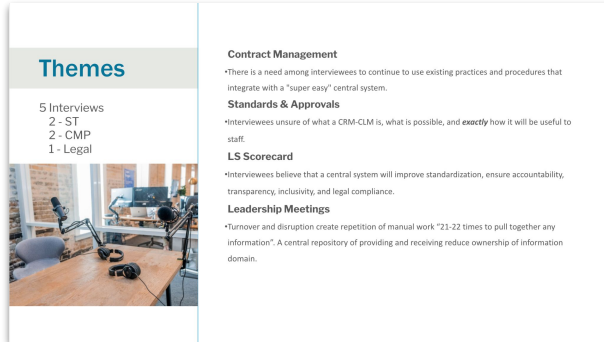 Themes
5 Interviews
2 - ST
2 - CMP
1 - Legal
Contract Management
•There is a need among interviewees to continue to use existing practices and procedures that
integrate with a "super easy" central system.
Standards & Approvals
•Interviewees unsure of what a CRM-CLM is, what is possible, and exactly how it will be useful to
staff.
LS Scorecard
•Interviewees believe that a central system will improve standardization, ensure accountability,
transparency, inclusivity, and legal compliance.
Leadership Meetings
•Turnover and disruption create repetition of manual work “21-22 times to pull together any
information”. A central repository of providing and receiving reduce ownership of information
domain.